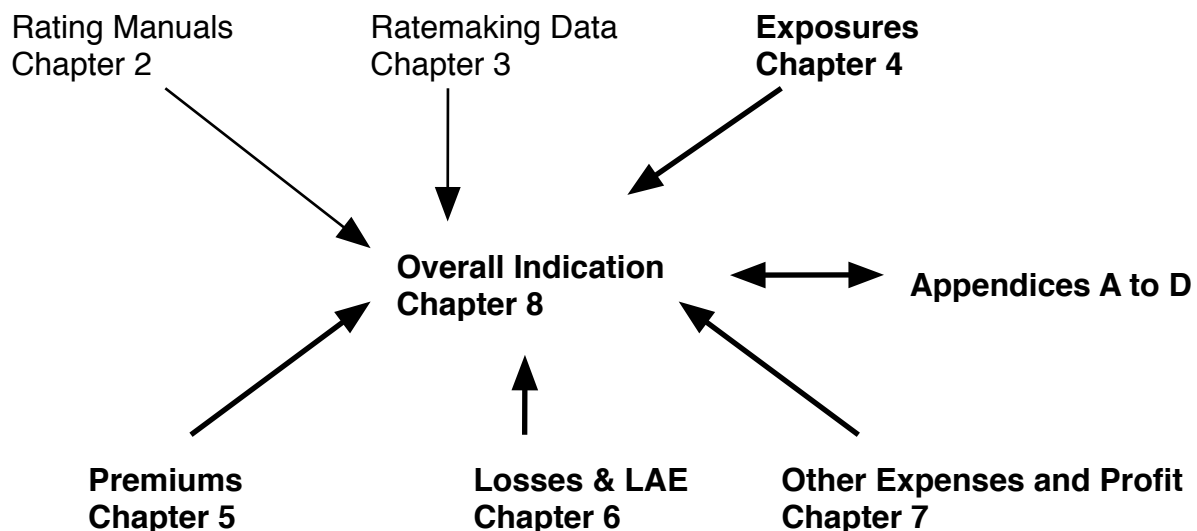 Rating Manuals
Chapter 2
Ratemaking Data
Chapter 3
Exposures
Chapter 4
Overall Indication
Chapter 8
Appendices A to D
Premiums
Chapter 5
Losses & LAE
Chapter 6
Other Expenses and Profit
Chapter 7